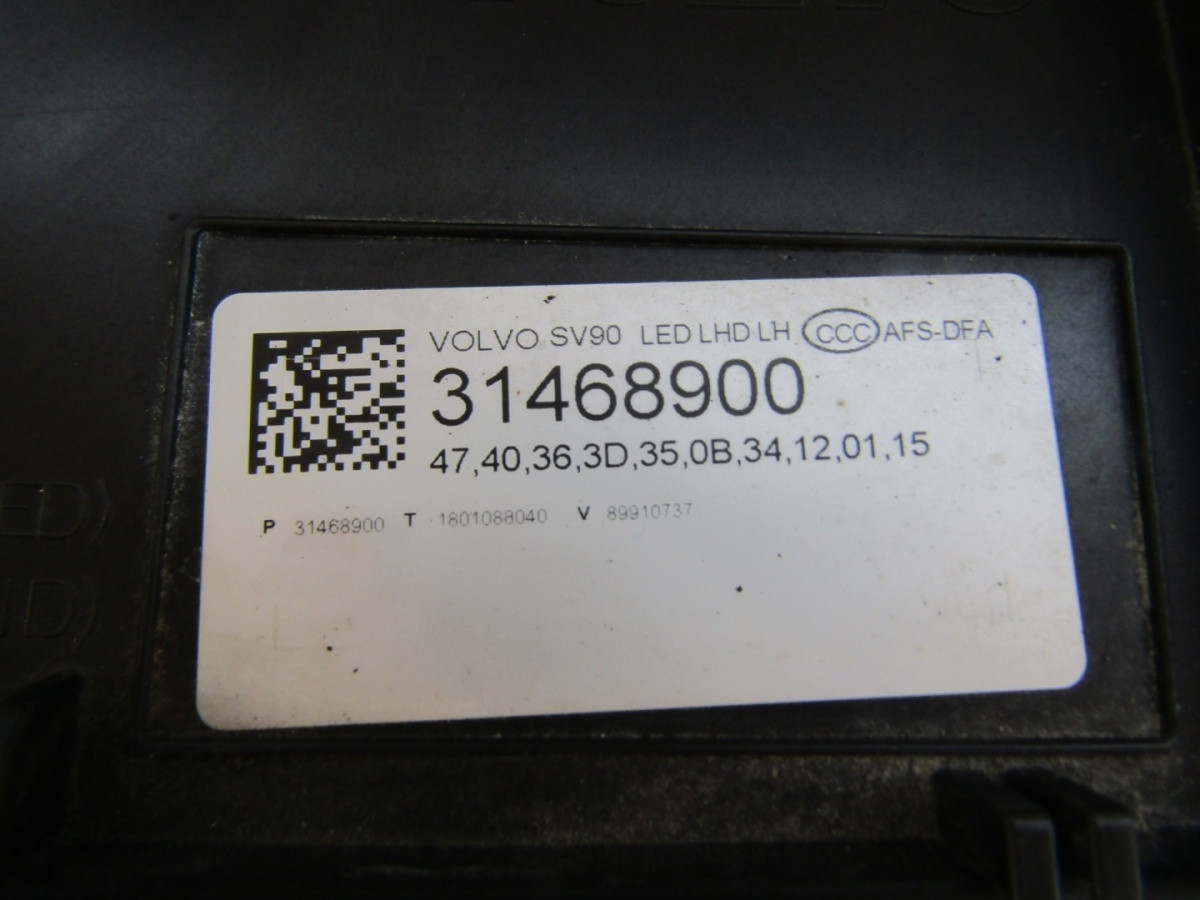 VOLVO SV90 LED LHD LH CCC AFS-DFA
31468900
47,40,36,3D,35,0B,34,12,01,15
P 31468900 T 1801088040 V 89910737